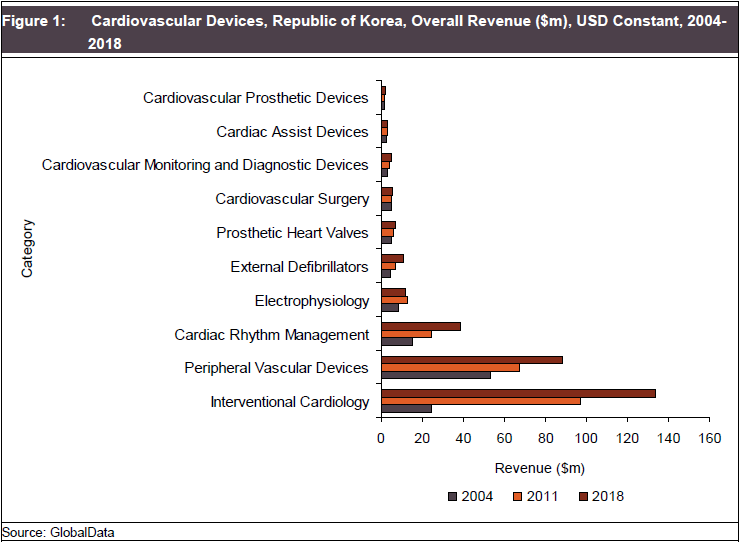 Figure 1: Cardiovascular Devices, Republic of Korea, Overall Revenue ($m), USD Constant, 2004-
2018
Category
Cardiovascular Prosthetic Devices
Cardiac Assist Devices
Cardiovascular Monitoring and Diagnostic Devices
Cardiovascular Surgery
Prosthetic Heart Valves
External Defibrillators
Electrophysiology
Cardiac Rhythm Management
Peripheral Vascular Devices
Interventional Cardiology
0 20 40 60 80 100 120 140 160
Revenue ($m)
2004 2011 2018
Source: GlobalData